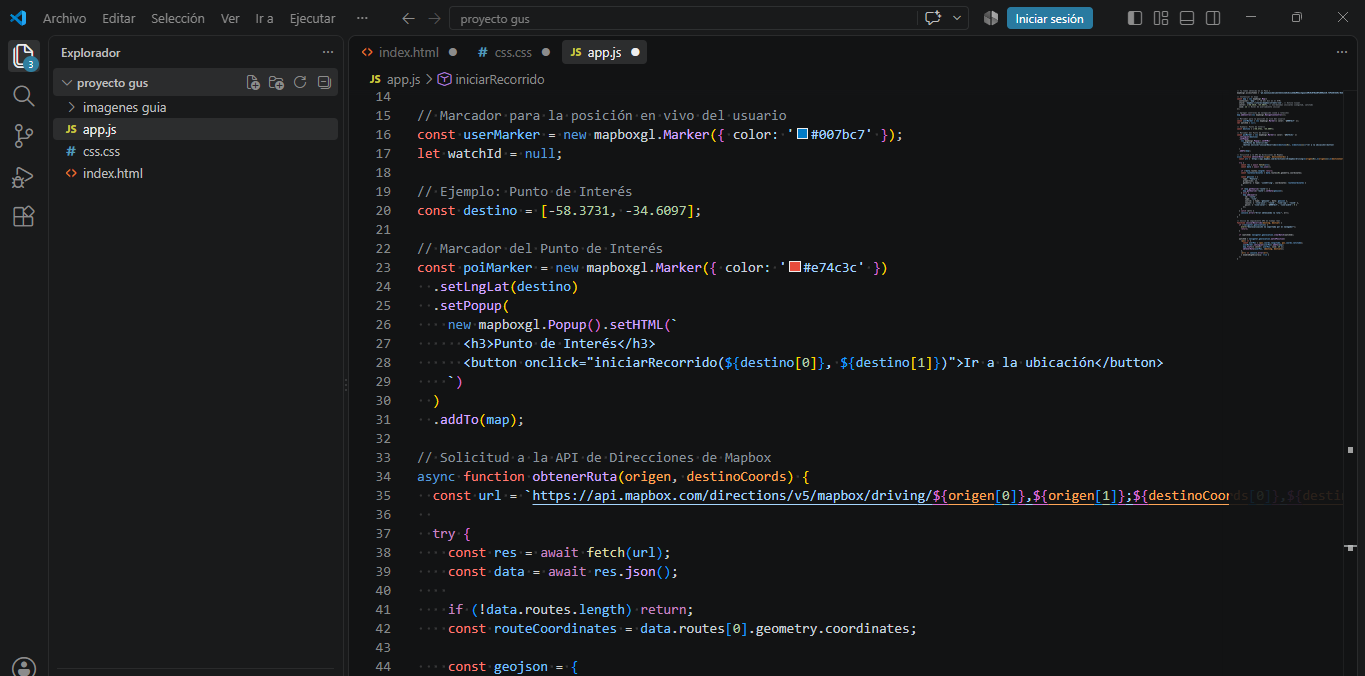 Archivo Editar Selección Ver Ir a Ejecutar ··· proyecto gus Iniciar sesión
Explorador ···
proyecto gus
imagenes guia
JS app.js
# css.css
<> index.html
3
<> index.html # css.css JS app.js ···
JS app.js > iniciarRecorrido
14
15 // Marcador para la posición en vivo del usuario
16 const userMarker = new mapboxgl.Marker({ color: '#007bc7' });
17 let watchId = null;
18
19 // Ejemplo: Punto de Interés
20 const destino = [-58.3731, -34.6097];
21
22 // Marcador del Punto de Interés
23 const poiMarker = new mapboxgl.Marker({ color: '#e74c3c' })
24 .setLngLat(destino)
25 .setPopup(
26 new mapboxgl.Popup().setHTML(`
27 <h3>Punto de Interés</h3>
28 <button onclick="iniciarRecorrido(${destino[0]}, ${destino[1]})">Ir a la ubicación</button>
29 `)
30 )
31 .addTo(map);
32
33 // Solicitud a la API de Direcciones de Mapbox
34 async function obtenerRuta(origen, destinoCoords) {
35 const url = `https://api.mapbox.com/directions/v5/mapbox/driving/${origen[0]},${origen[1]};${destinoCoords[0]},${desti
36
37 try {
38 const res = await fetch(url);
39 const data = await res.json();
40
41 if (!data.routes.length) return;
42 const routeCoordinates = data.routes[0].geometry.coordinates;
43
44 const geojson = {